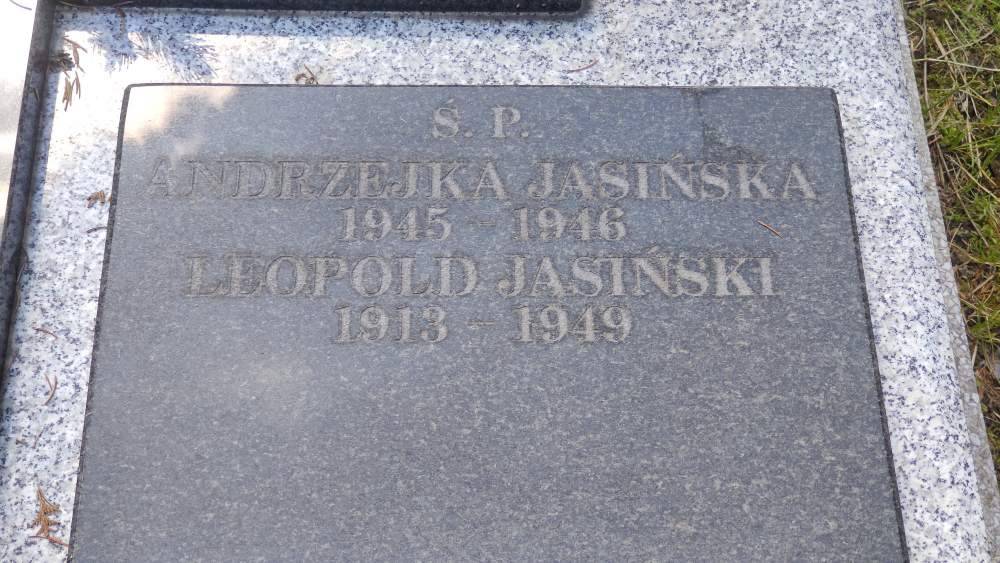 Ś. P.
ANDRZEJKA JASIŃSKA
1945 – 1946
LEOPOLD JASIŃSKI
1913 – 1949